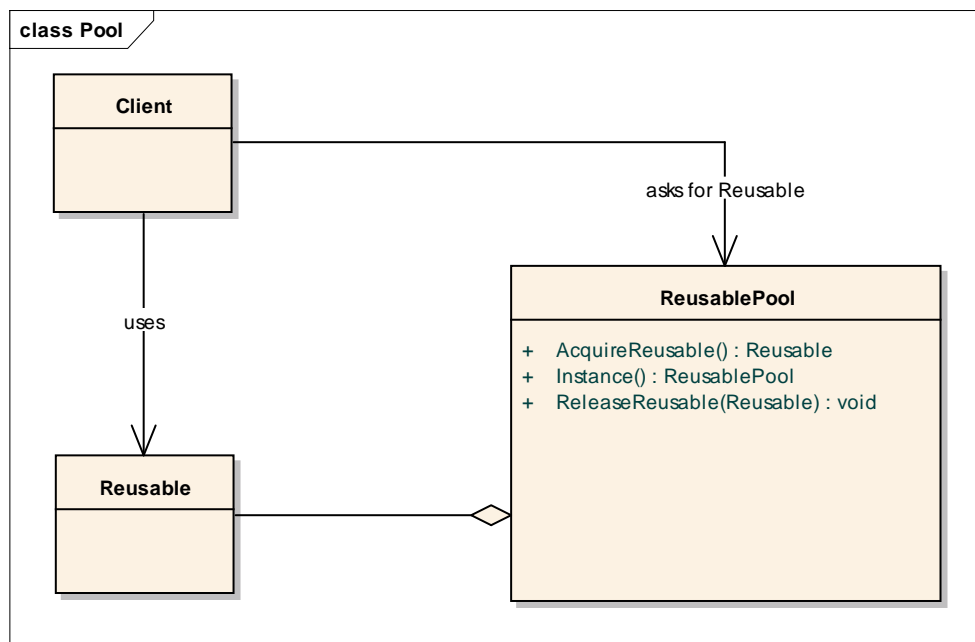 class Pool
Client
asks for Reusable
ReusablePool
+ AcquireReusable() : Reusable
+ Instance() : ReusablePool
+ ReleaseReusable(Reusable) : void
uses
Reusable